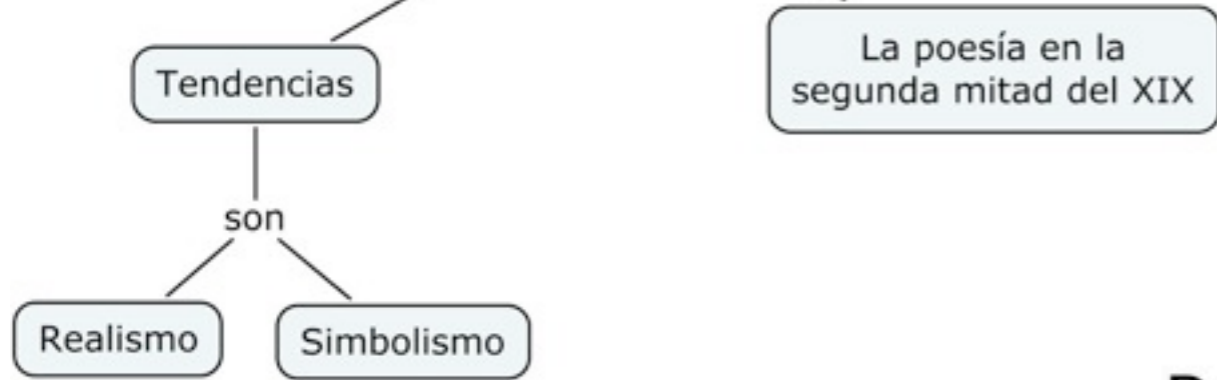 Tendencias
La poesía en la
segunda mitad del XIX
son
Realismo
Simbolismo